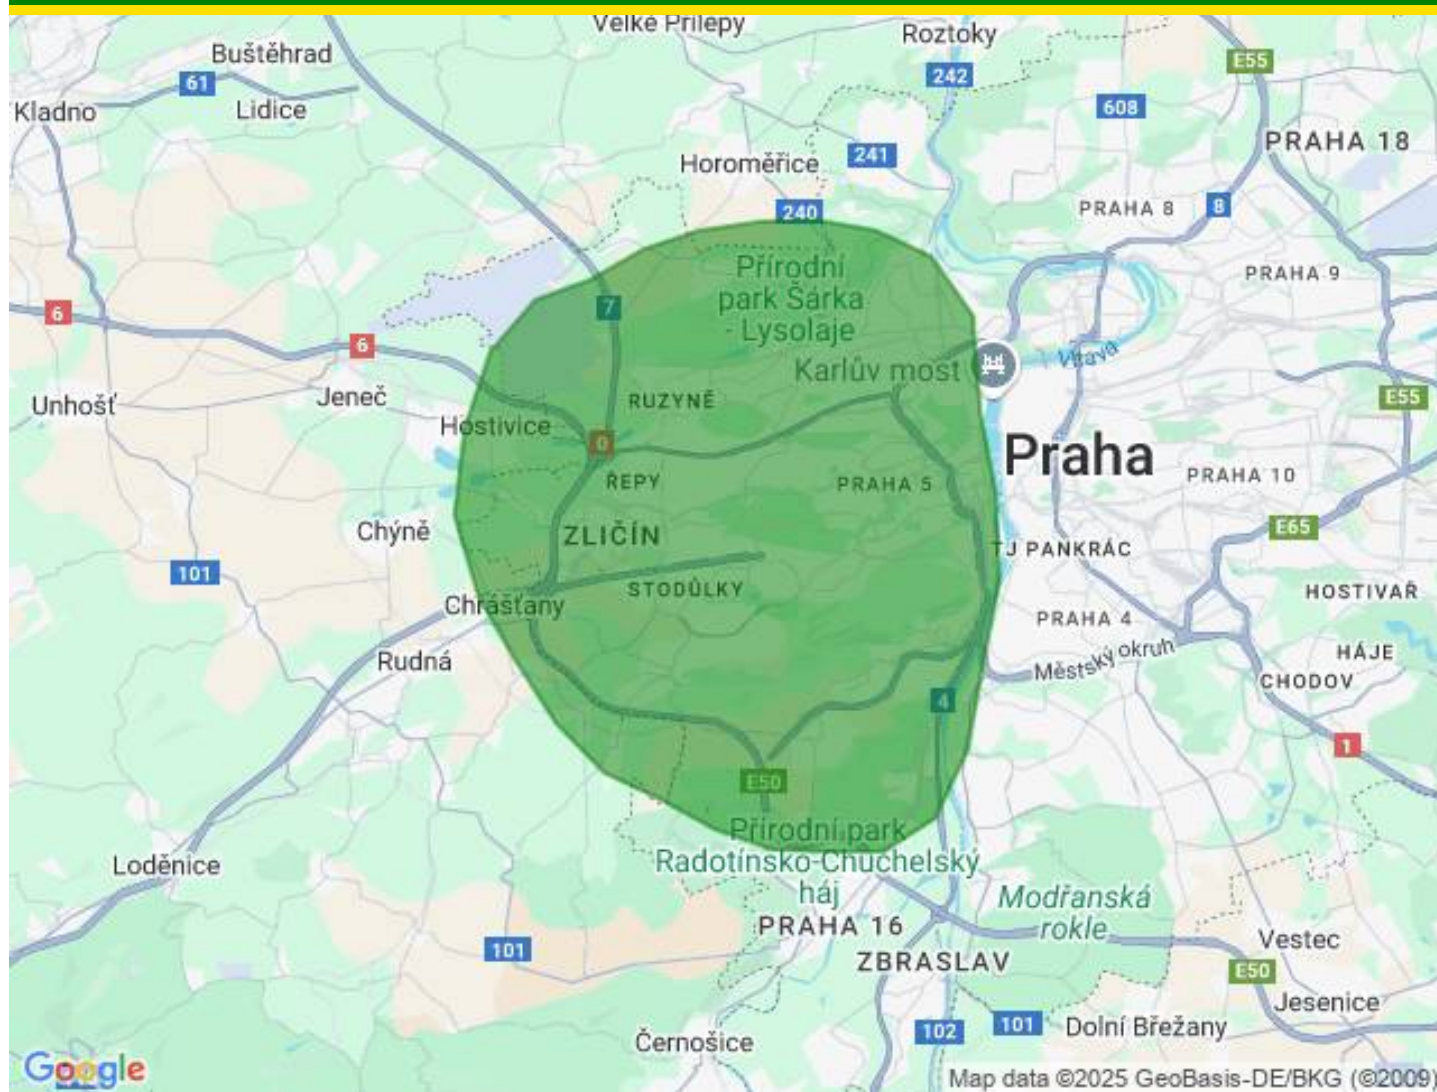 Velké Přílepy
Roztoky
Buštěhrad
E55
242
61
608
Kladno
Lidice
PRAHA 18
241
Horoměřice
PRAHA 8
8
240
Přírodní
park Šárka
- Lysolaje
PRAHA 9
7
6
6
Vltava
Karlův most
Jeneč
RUZYNĚ
E55
Unhošť
Hostivice
0
Praha
ŘEPY
PRAHA 5
PRAHA 10
Chýně
ZLIČÍN
E65
TJ PANKRÁC
101
STODŮLKY
HOSTIVAŘ
Chrášťany
PRAHA 4
Rudná
Městský okruh
HÁJE
CHODOV
4
1
E50
Přírodní park
Radotínsko-Chuchelský
háj
Loděnice
Modřanská
rokle
PRAHA 16
101
Vestec
ZBRASLAV
E50
Jesenice
102
101
Dolní Břežany
Černošice
Google
Map data ©2025 GeoBasis-DE/BKG (©2009)